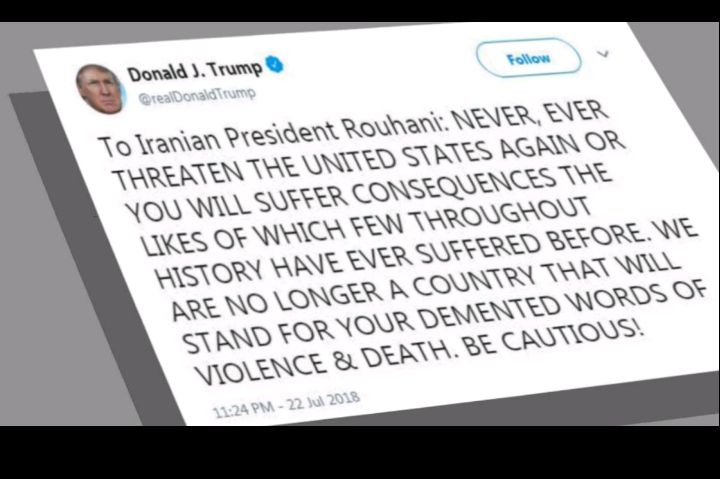 Donald J. Trump
@realDonaldTrump
Follow
To Iranian President Rouhani: NEVER, EVER
THREATEN THE UNITED STATES AGAIN OR
YOU WILL SUFFER CONSEQUENCES THE
LIKES OF WHICH FEW THROUGHOUT
HISTORY HAVE EVER SUFFERED BEFORE. WE
ARE NO LONGER A COUNTRY THAT WILL
STAND FOR YOUR DEMENTED WORDS OF
VIOLENCE & DEATH. BE CAUTIOUS!
11:24 PM - 22 Jul 2018